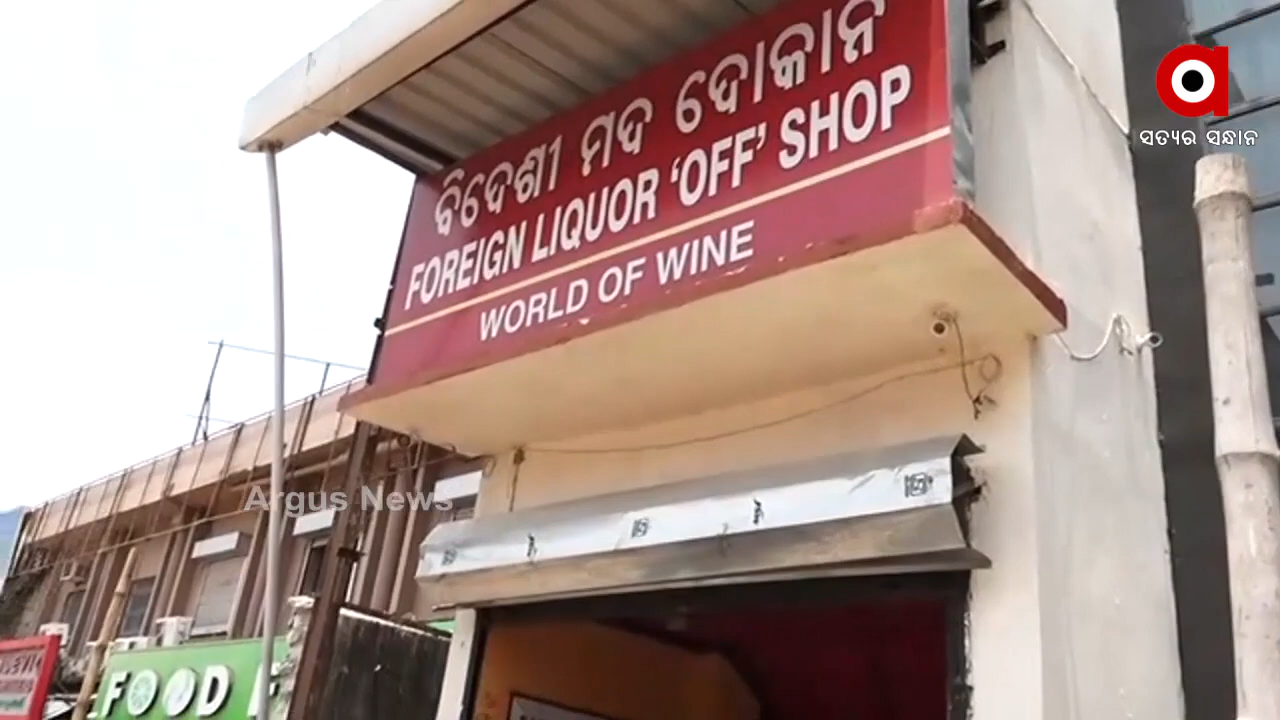 ବିଦେଶୀ ମଦ ଦୋକାନ
FOREIGN LIQUOR 'OFF' SHOP
WORLD OF WINE
ସତ୍ୟର ସନ୍ଧାନ
Argus News
FOOD